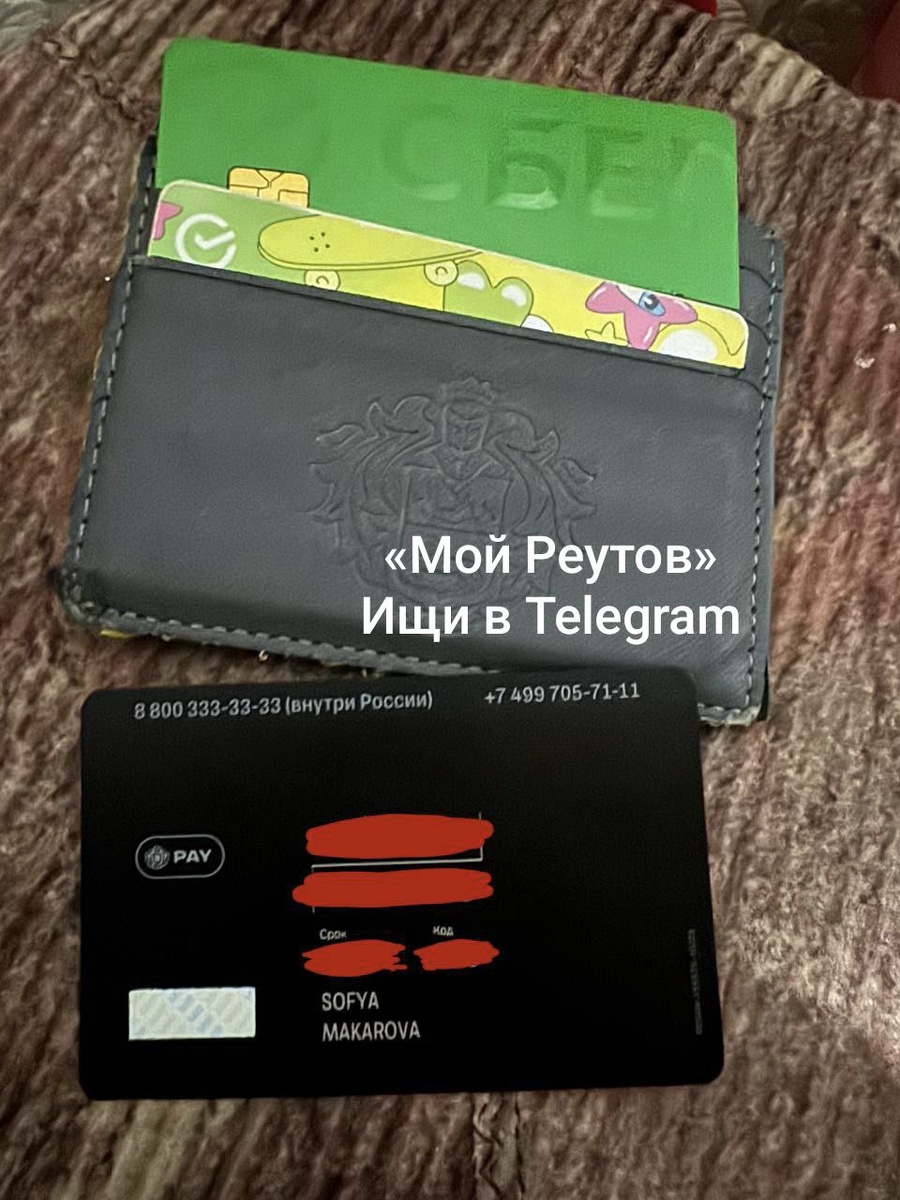 СБЕР
«Мой Реутов»
Ищи в Telegram
8 800 333-33-33 (внутри России) +7 499 705-71-11
PAY
Срок Код
SOFYA
MAKAROVA